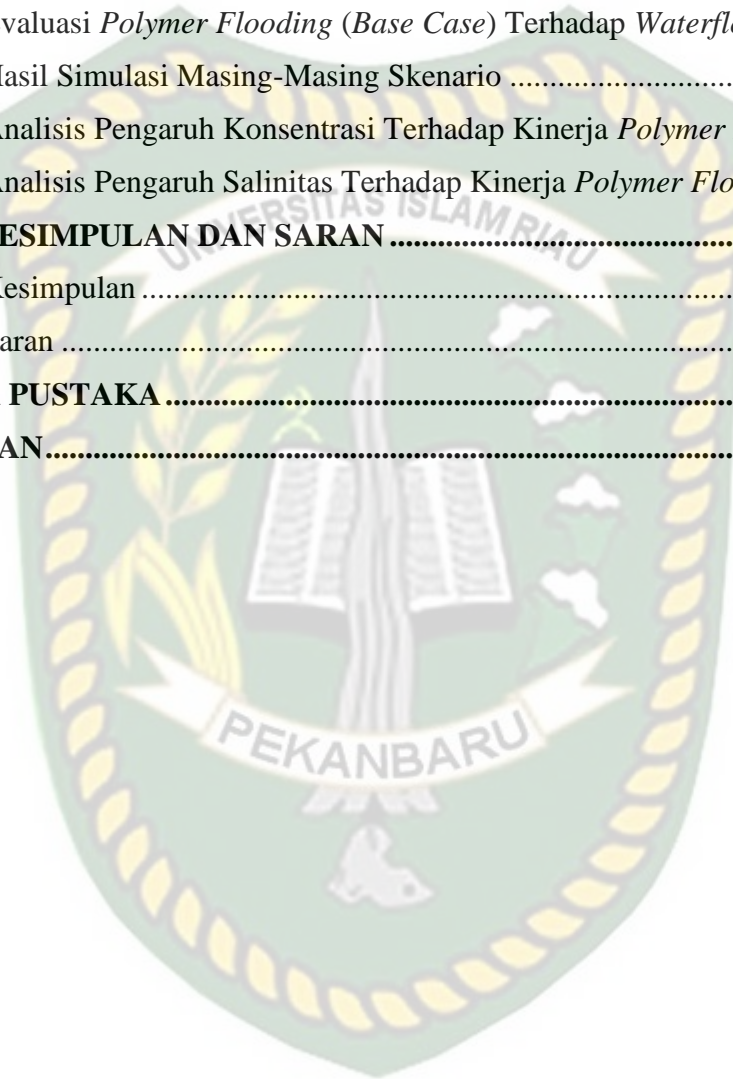 valuasi Polymer Flooding (Base Case) Terhadap Waterfl
Hasil Simulasi Masing-Masing Skenario ........................
Analisis Pengaruh Konsentrasi Terhadap Kinerja Polymer
Analisis Pengaruh Salinitas Terhadap Kinerja Polymer Flo
UNIVERSITAS ISLAM RIAU
ESIMPULAN DAN SARAN ........................................
Kesimpulan ................................................................
aran ........................................................................
PUSTAKA ................................................................
AN............................................................................
PEKANBARU